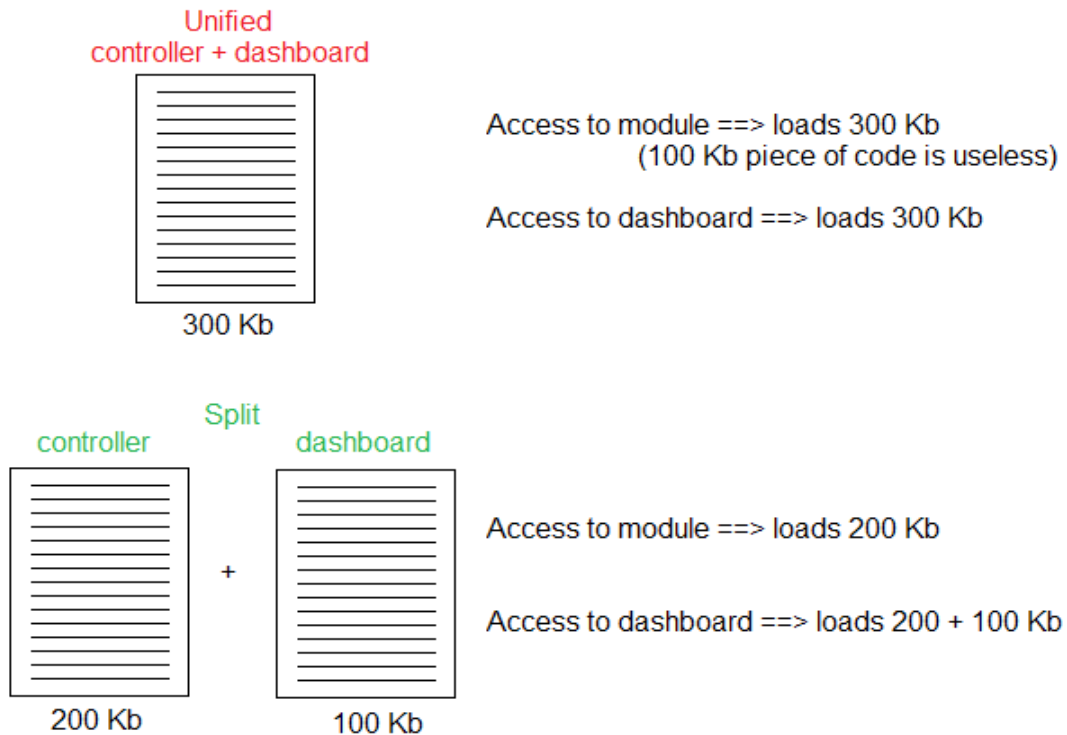 Unified
controller + dashboard
Access to module ==> loads 300 Kb
(100 Kb piece of code is useless)
Access to dashboard ==> loads 300 Kb
300 Kb
Split
controller
dashboard
Access to module ==> loads 200 Kb
+
Access to dashboard ==> loads 200 + 100 Kb
200 Kb
100 Kb